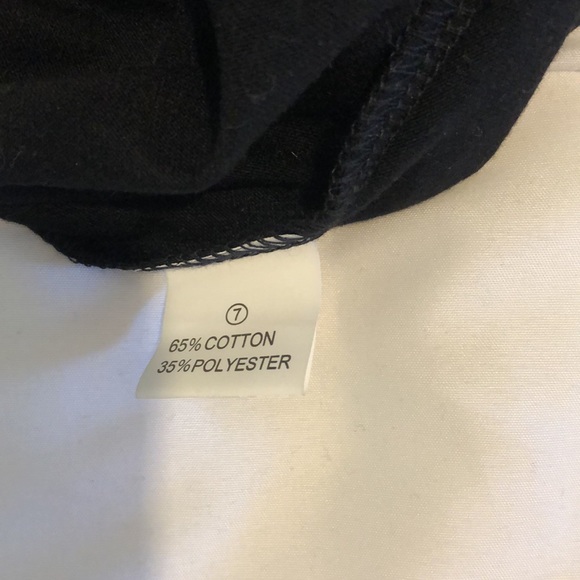 ⑦
65% COTTON
35% POLYESTER